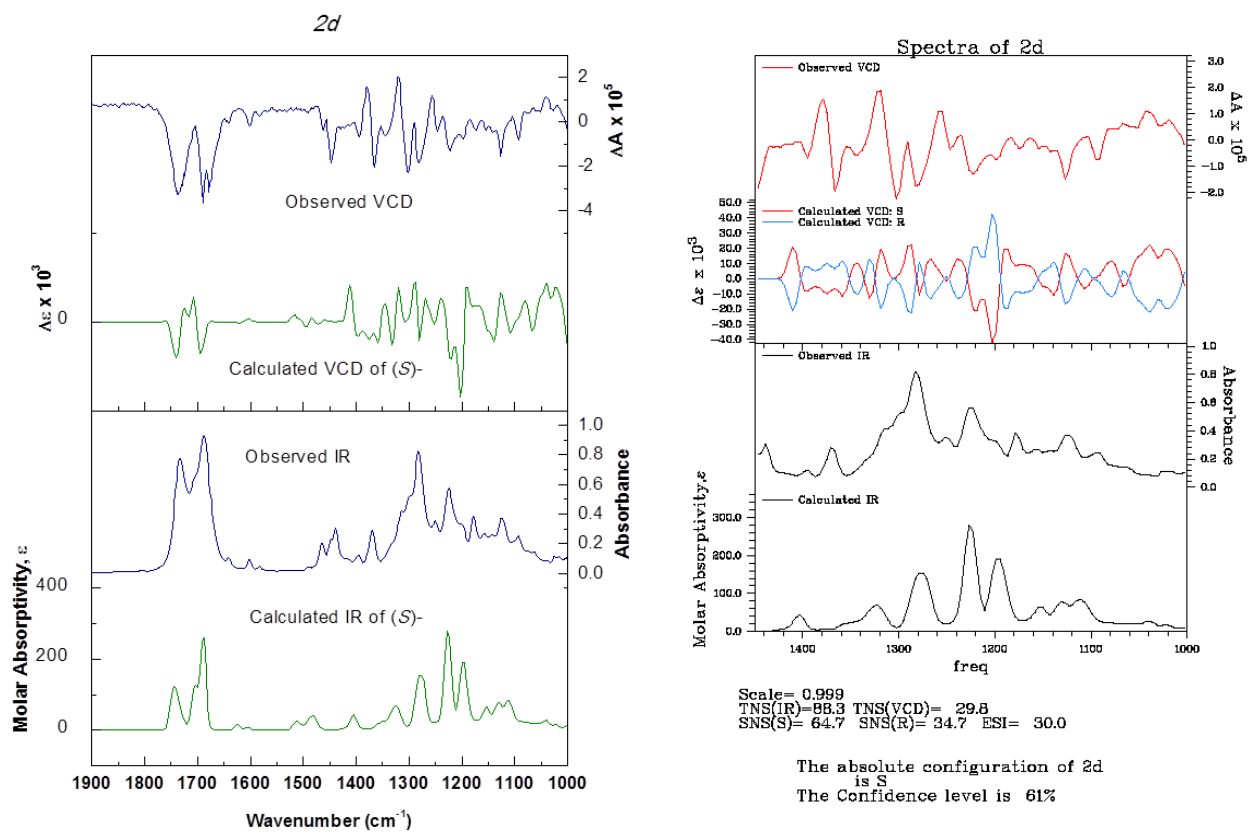 2d
2
0
-2
-4
ΔA x 10⁵
Observed VCD
Δε x 10³
0
Calculated VCD of (S)-
Observed IR
1.0
0.8
0.6
0.4
0.2
0.0
Absorbance
Molar Absorptivity, ε
400
200
0
Calculated IR of (S)-
1900 1800 1700 1600 1500 1400 1300 1200 1100 1000
Wavenumber (cm⁻¹)
Spectra of 2d
Observed VCD
3.0
2.0
1.0
0.0
-1.0
-2.0
ΔA x 10⁵
Calculated VCD: S
Calculated VCD: R
50.0
40.0
30.0
20.0
10.0
0.0
-10.0
-20.0
-30.0
-40.0
Δε x 10³
Observed IR
1.0
0.8
0.6
0.4
0.2
0.0
Absorbance
Calculated IR
300.0
200.0
100.0
0.0
Molar Absorptivity,ε
1400 1300 1200 1100 1000
freq
Scale= 0.999
TNS(IR)=88.3 TNS(VCD)= 29.8
SNS(S)= 64.7 SNS(R)= 34.7 ESI= 30.0
The absolute configuration of 2d
is S
The Confidence level is 61%